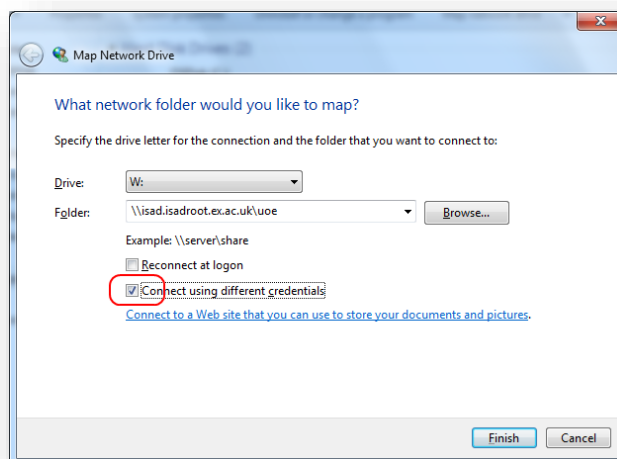 Map Network Drive
What network folder would you like to map?
Specify the drive letter for the connection and the folder that you want to connect to:
Drive: W:
Folder: \\isad.isadroot.ex.ac.uk\uoe Browse...
Example: \\server\share
Reconnect at logon
Connect using different credentials
Connect to a Web site that you can use to store your documents and pictures.
Finish Cancel